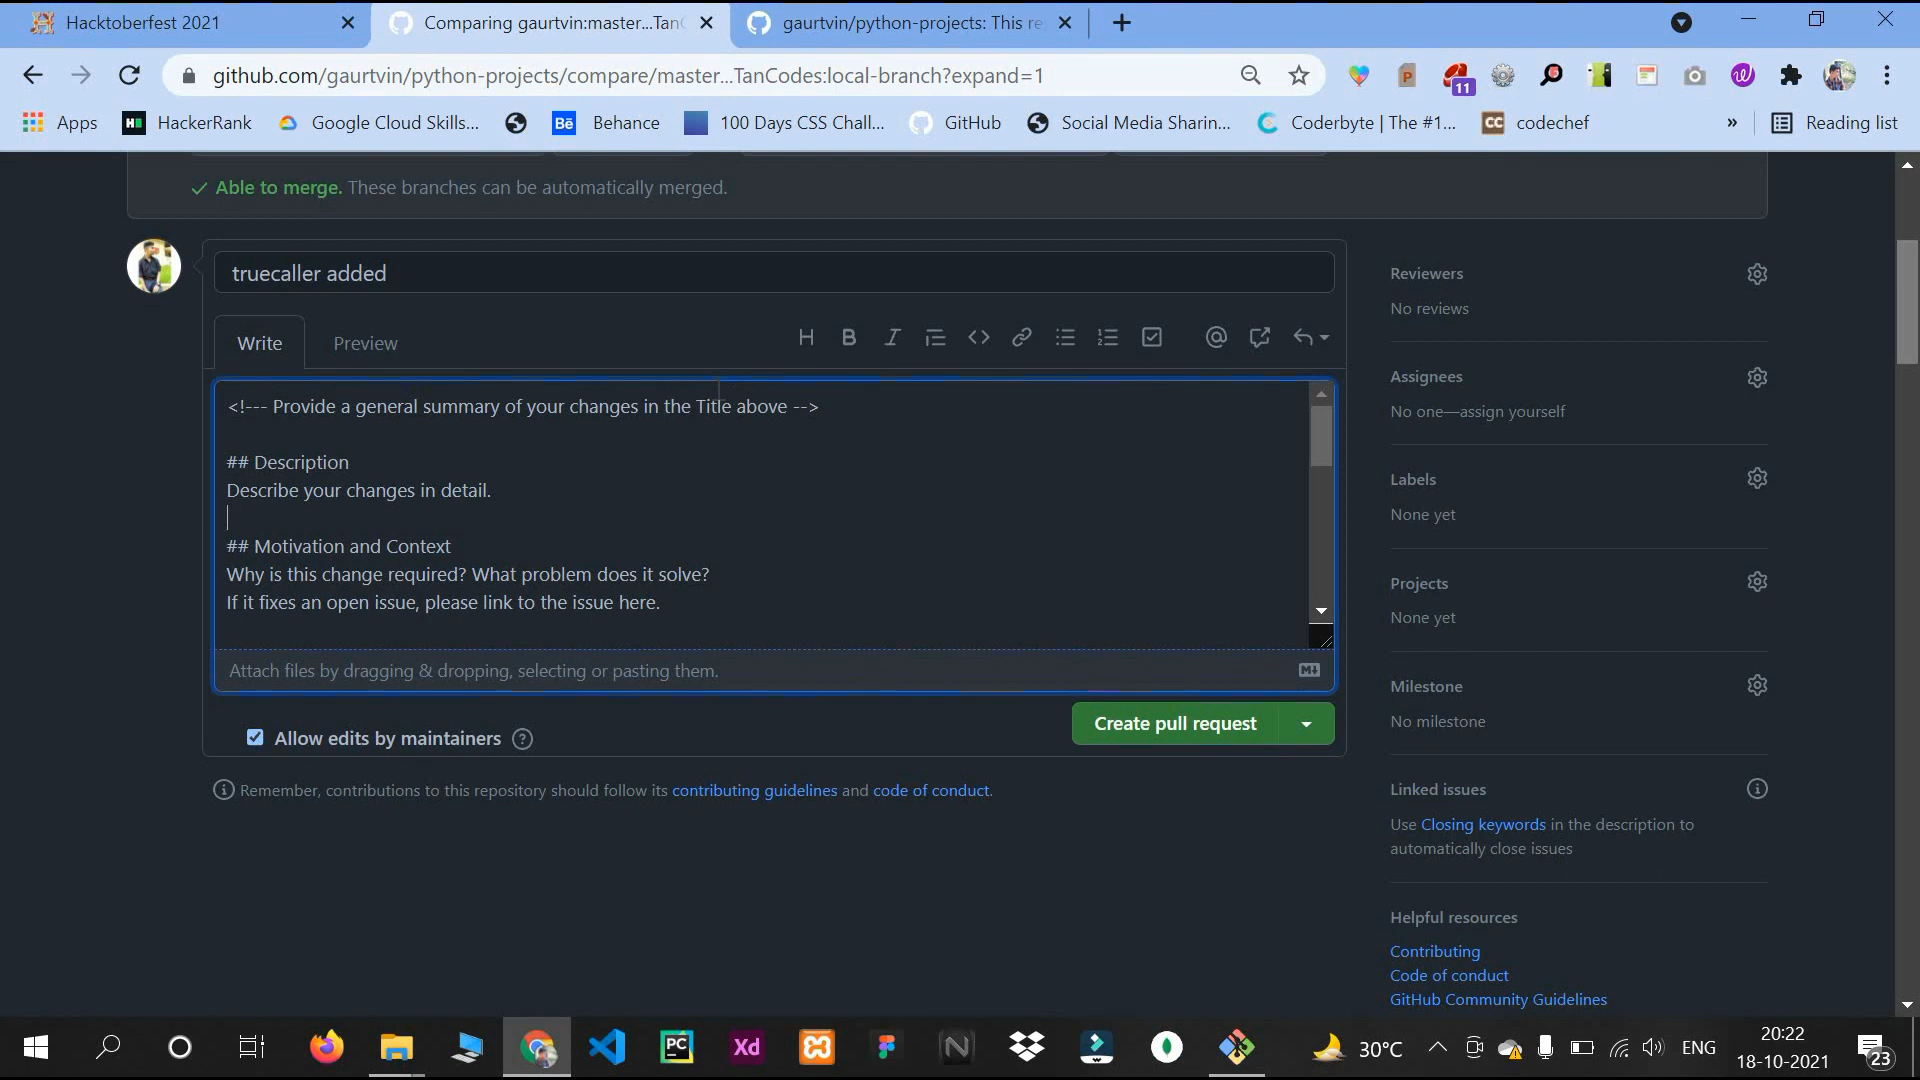 Hacktoberfest 2021
Comparing gaurtvin:master...Tan
gaurtvin/python-projects: This re
github.com/gaurtvin/python-projects/compare/master...TanCodes:local-branch?expand=1
P
11
Apps
HackerRank
Google Cloud Skills...
Bē
Behance
100 Days CSS Chall...
GitHub
Social Media Sharin...
Coderbyte | The #1...
CC
codechef
»
Reading list
Able to merge. These branches can be automatically merged.
truecaller added
Write
Preview
<!--- Provide a general summary of your changes in the Title above -->
## Description
Describe your changes in detail.
## Motivation and Context
Why is this change required? What problem does it solve?
If it fixes an open issue, please link to the issue here.
Attach files by dragging & dropping, selecting or pasting them.
Allow edits by maintainers
Create pull request
Remember, contributions to this repository should follow its contributing guidelines and code of conduct.
Reviewers
No reviews
Assignees
No one—assign yourself
Labels
None yet
Projects
None yet
Milestone
No milestone
Linked issues
Use Closing keywords in the description to
automatically close issues
Helpful resources
Contributing
Code of conduct
GitHub Community Guidelines
PC
Xd
N
30°C
ENG
20:22
18-10-2021
23